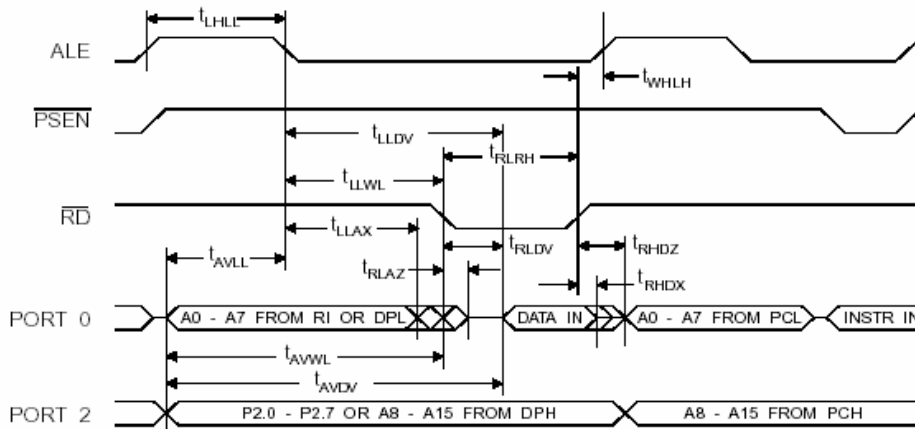 tLHLL
ALE
tWHLH
PSEN
tLLDV
tRLRH
tLLWL
RD
tLLAX
tAVLL
tRLDV
tRHDZ
tRLAZ
tRHDX
PORT 0
A0 - A7 FROM RI OR DPL
DATA IN
A0 - A7 FROM PCL
INSTR IN
tAVWL
tAVDV
PORT 2
P2.0 - P2.7 OR A8 - A15 FROM DPH
A8 - A15 FROM PCH